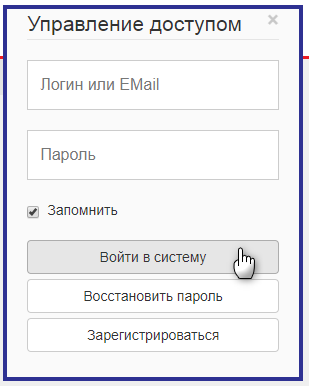 Управление доступом
×
Логин или EMail
Пароль
Запомнить
Войти в систему
Восстановить пароль
Зарегистрироваться